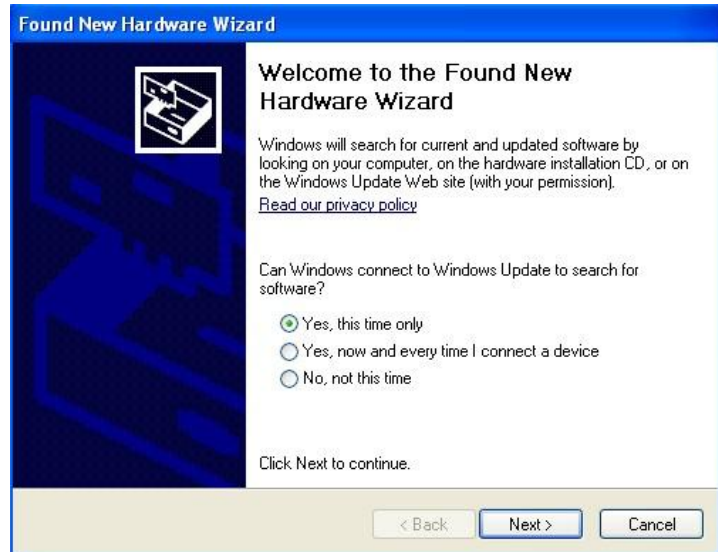 Found New Hardware Wizard
Welcome to the Found New
Hardware Wizard
Windows will search for current and updated software by
looking on your computer, on the hardware installation CD, or on
the Windows Update Web site (with your permission).
Read our privacy policy
Can Windows connect to Windows Update to search for
software?
Yes, this time only
Yes, now and every time I connect a device
No, not this time
Click Next to continue.
< Back
Next >
Cancel